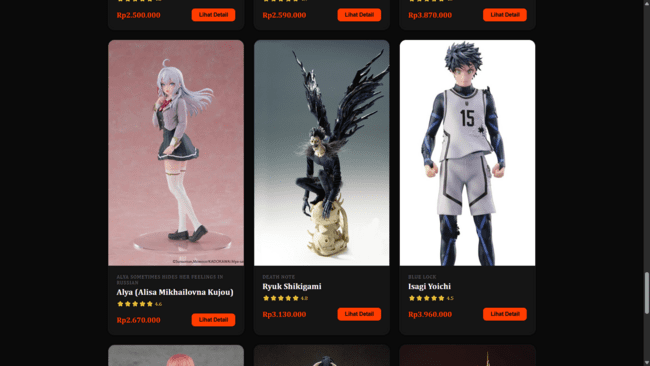 Rp2.500.000
Lihat Detail
Rp2.590.000
Lihat Detail
Rp3.870.000
Lihat Detail
15
ALYA SOMETIMES HIDES HER FEELINGS IN
RUSSIAN
Alya (Alisa Mikhailovna Kujou)
4.6
Rp2.670.000
Lihat Detail
DEATH NOTE
Ryuk Shikigami
4.8
Rp3.130.000
Lihat Detail
BLUE LOCK
Isagi Yoichi
4.5
Rp3.960.000
Lihat Detail